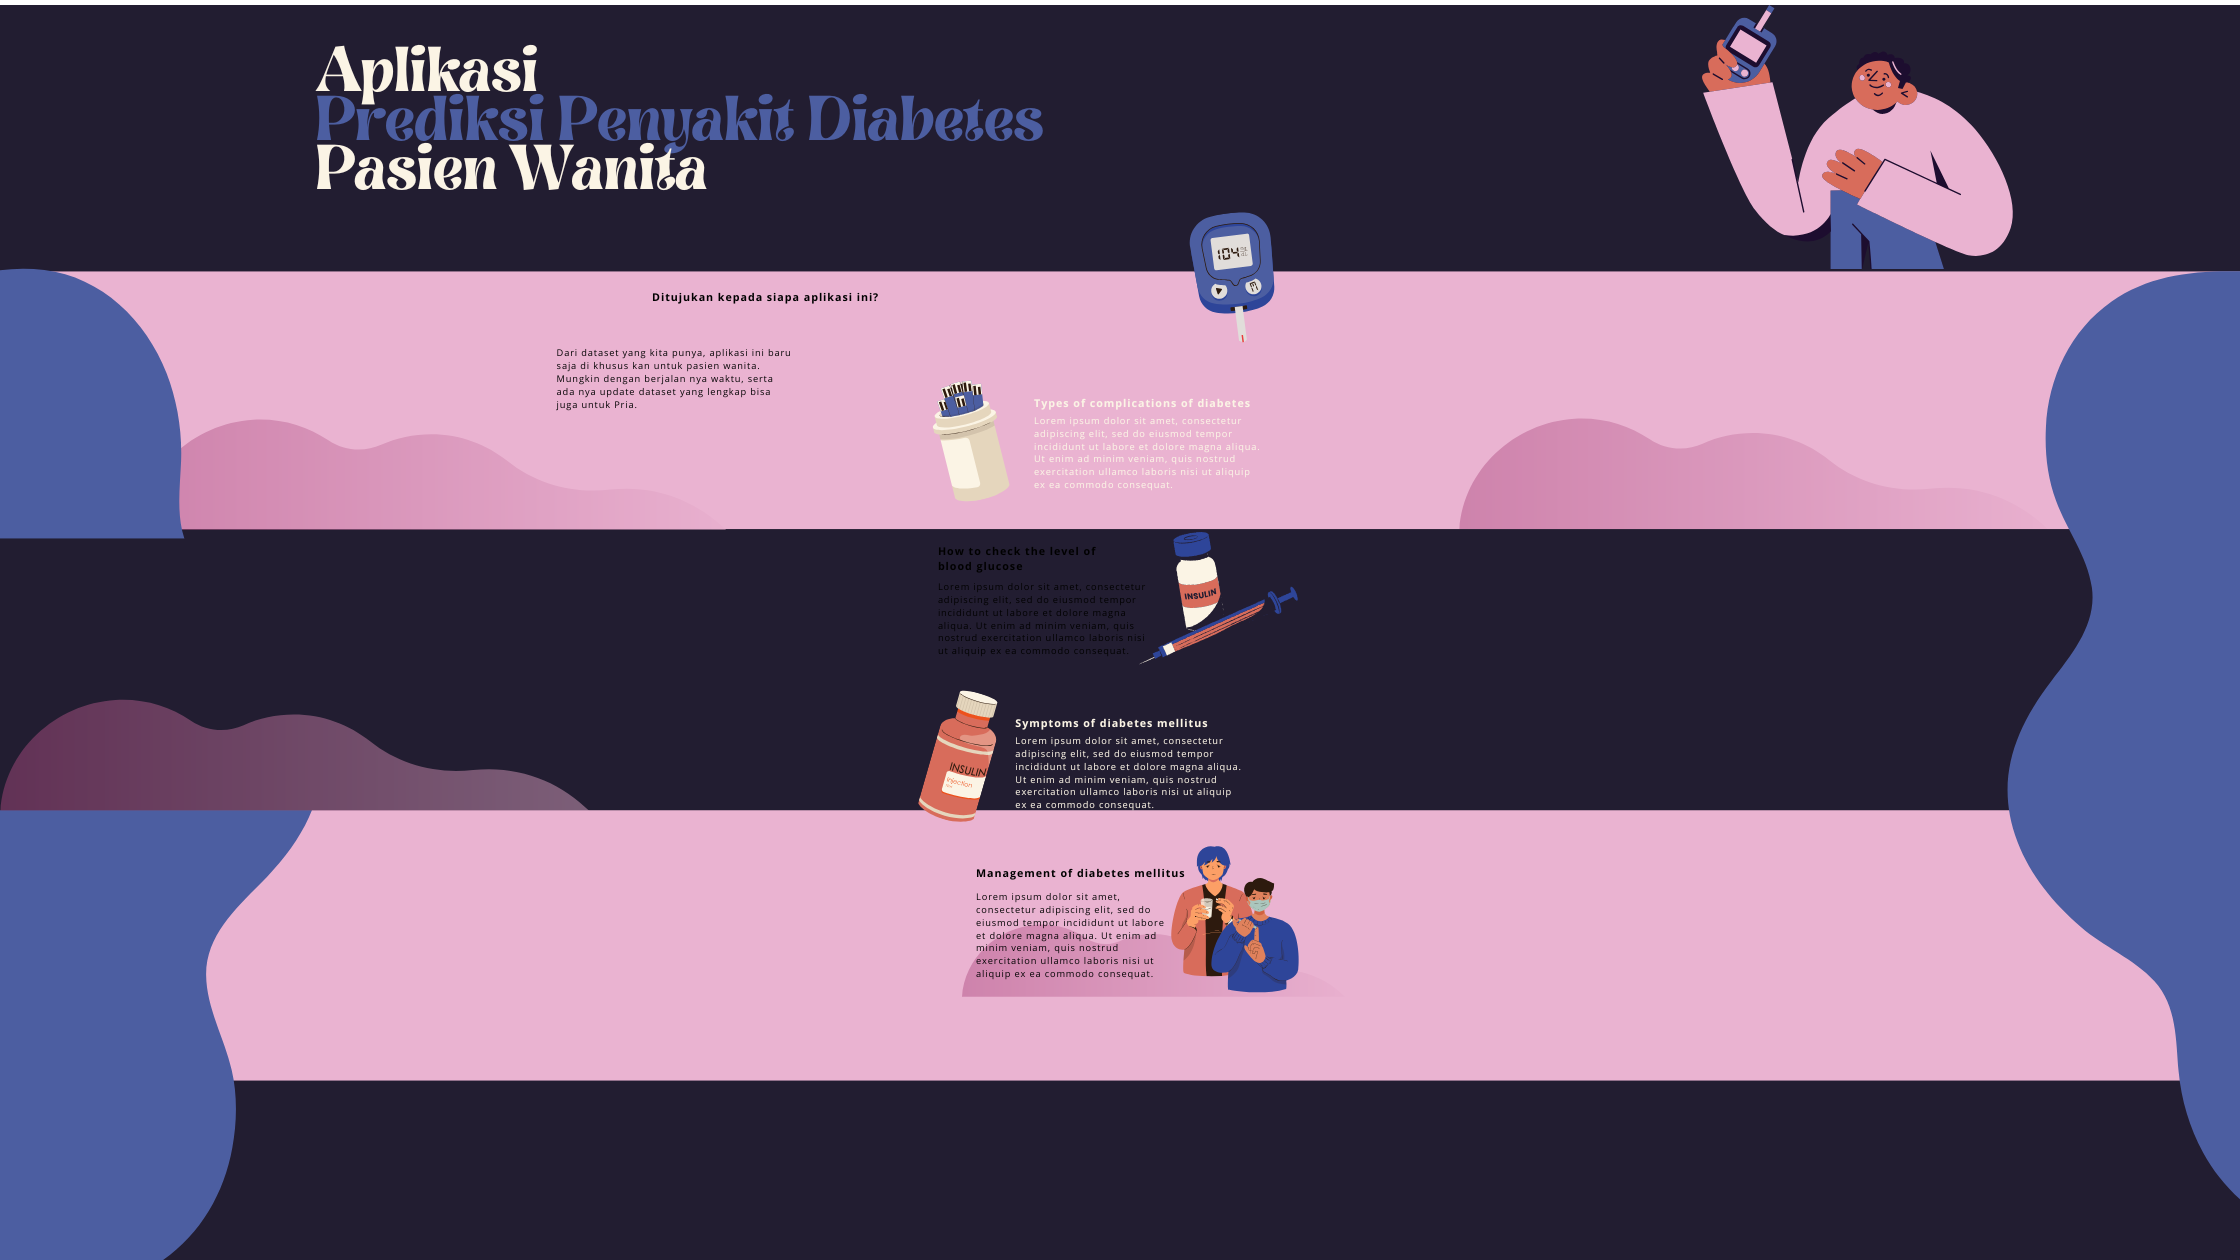 Aplikasi
Prediksi Penyakit Diabetes
Pasien Wanita
104
Ditujukan kepada siapa aplikasi ini?
Dari dataset yang kita punya, aplikasi ini baru
saja di khusus kan untuk pasien wanita.
Mungkin dengan berjalan nya waktu, serta
ada nya update dataset yang lengkap bisa
juga untuk Pria.
Types of complications of diabetes
Lorem ipsum dolor sit amet, consectetur
adipiscing elit, sed do eiusmod tempor
incididunt ut labore et dolore magna aliqua.
Ut enim ad minim veniam, quis nostrud
exercitation ullamco laboris nisi ut aliquip
ex ea commodo consequat.
How to check the level of
blood glucose
Lorem ipsum dolor sit amet, consectetur
adipiscing elit, sed do eiusmod tempor
incididunt ut labore et dolore magna
aliqua. Ut enim ad minim veniam, quis
nostrud exercitation ullamco laboris nisi
ut aliquip ex ea commodo consequat.
INSULIN
INSULIN
Injection
Symptoms of diabetes mellitus
Lorem ipsum dolor sit amet, consectetur
adipiscing elit, sed do eiusmod tempor
incididunt ut labore et dolore magna aliqua.
Ut enim ad minim veniam, quis nostrud
exercitation ullamco laboris nisi ut aliquip
ex ea commodo consequat.
Management of diabetes mellitus
Lorem ipsum dolor sit amet,
consectetur adipiscing elit, sed do
eiusmod tempor incididunt ut labore
et dolore magna aliqua. Ut enim ad
minim veniam, quis nostrud
exercitation ullamco laboris nisi ut
aliquip ex ea commodo consequat.